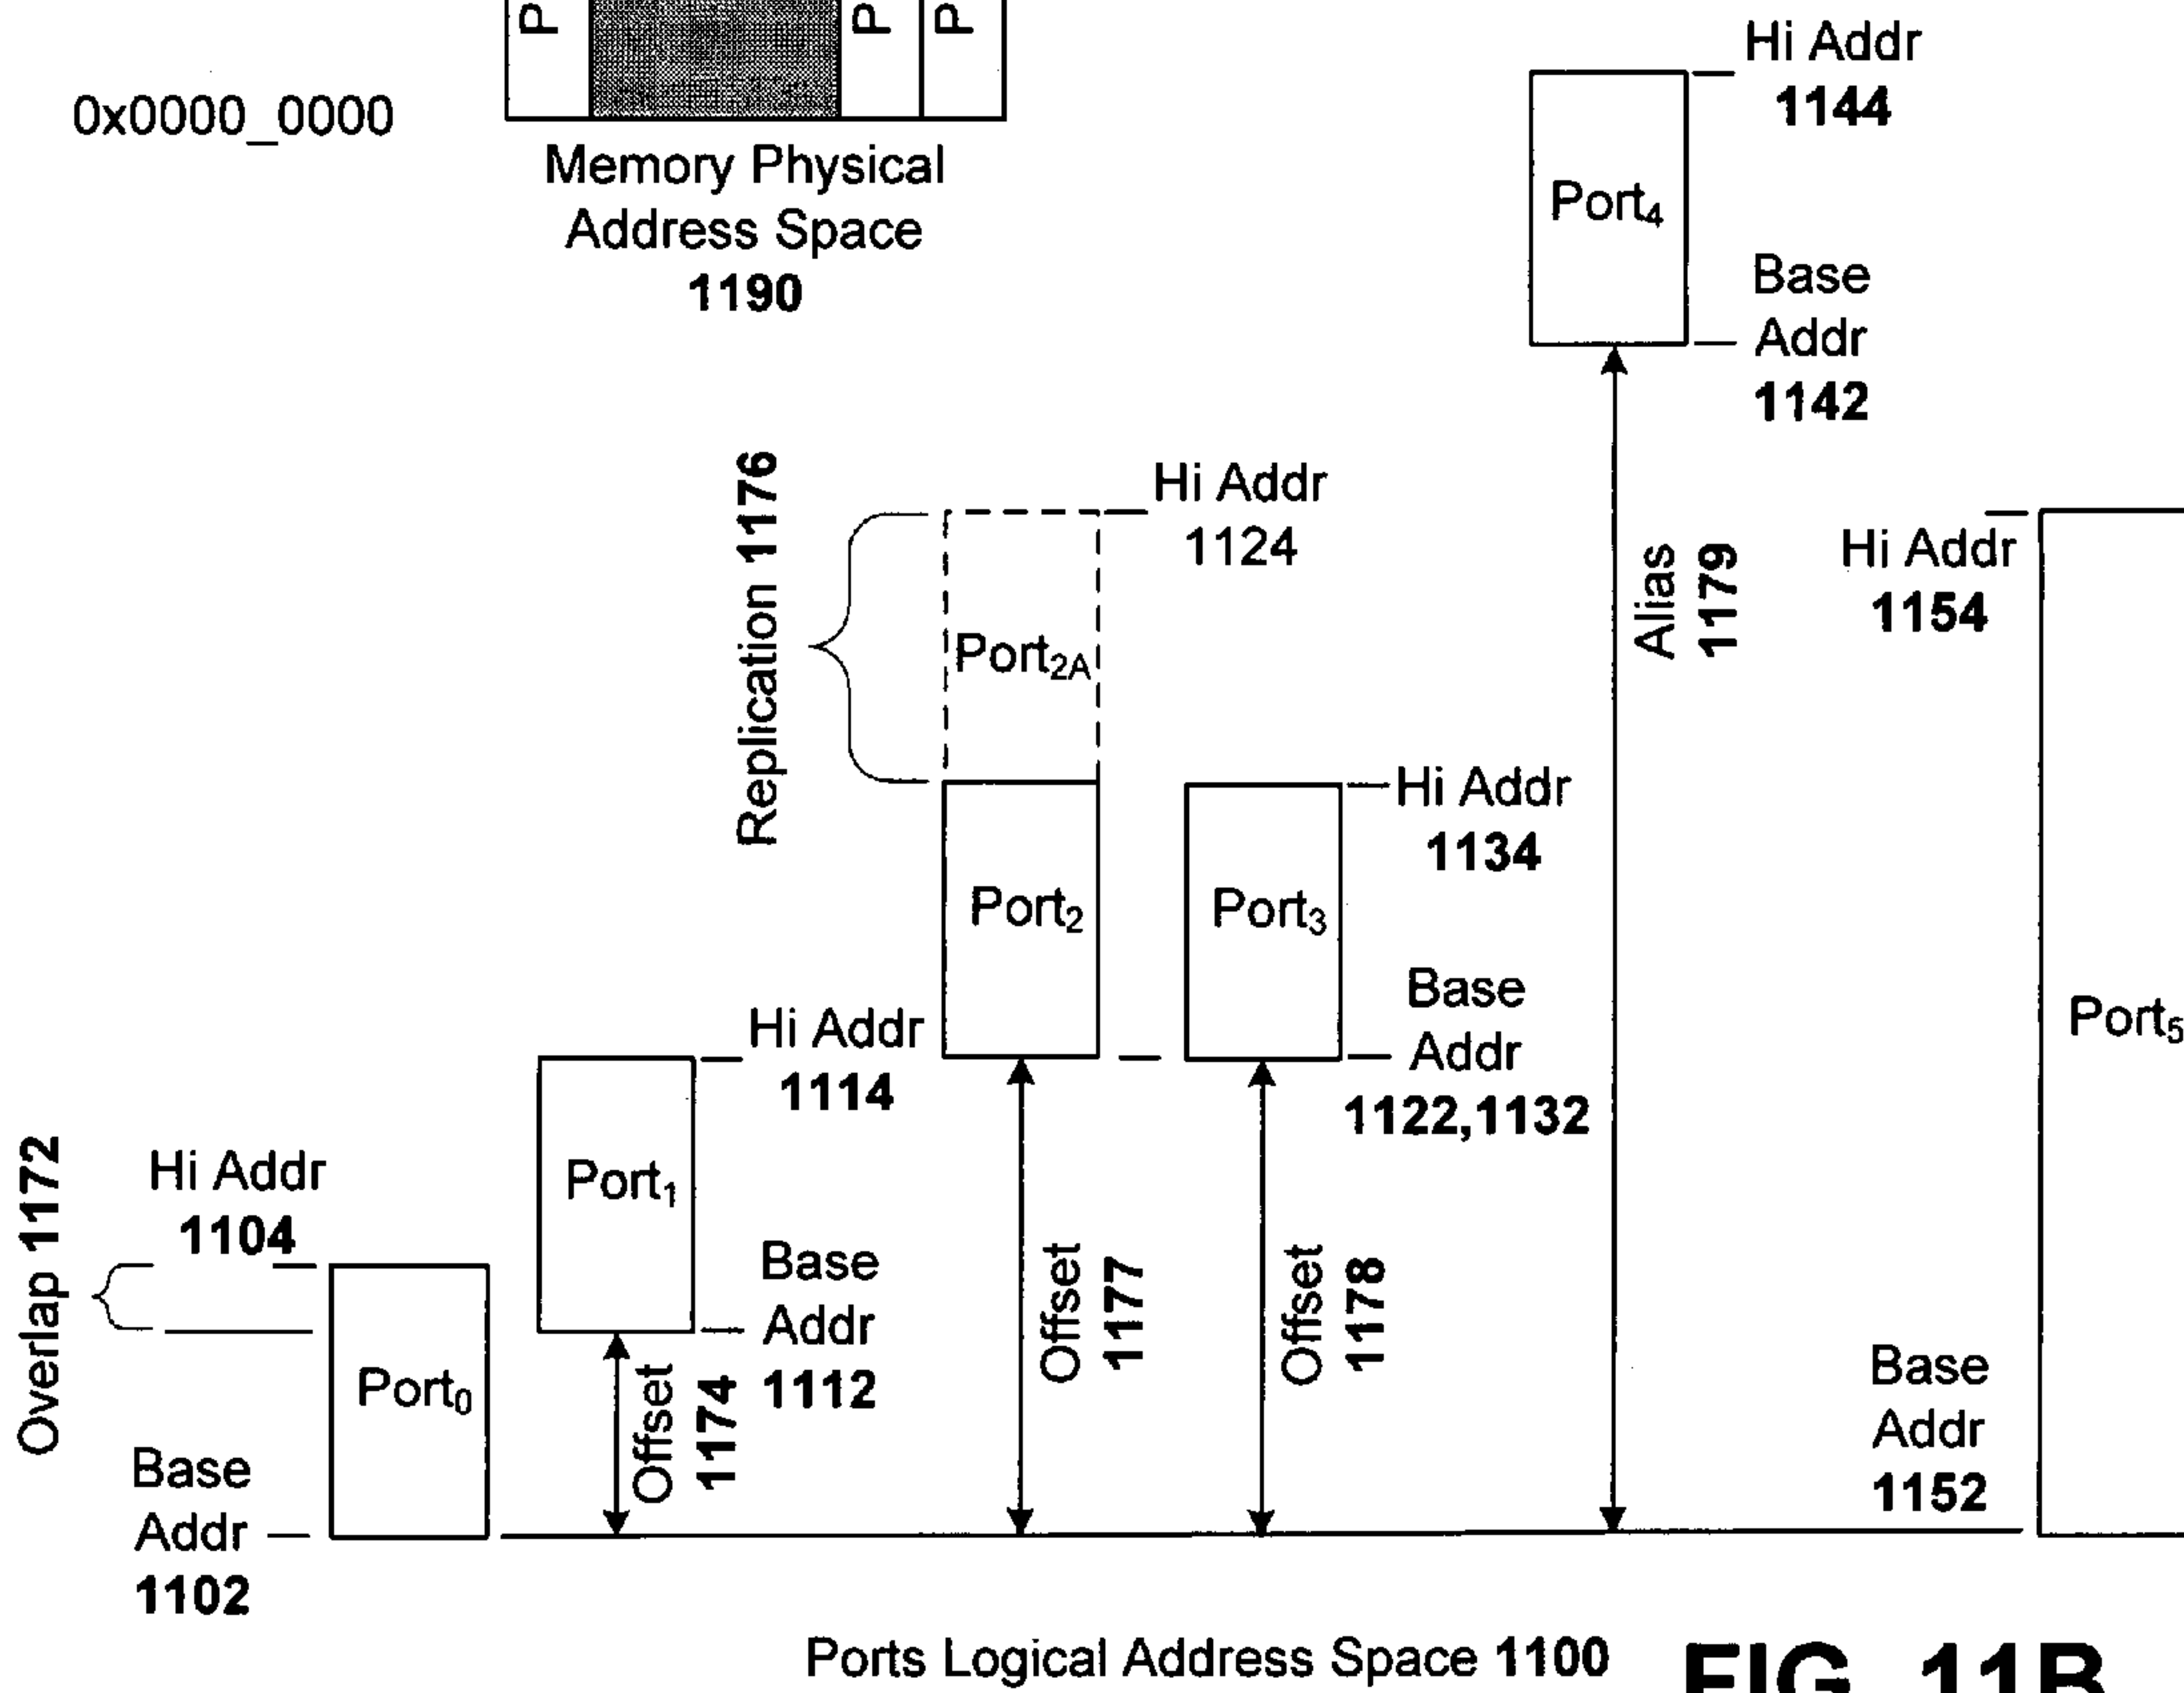 P
P
P
0x0000_0000
Memory Physical
Address Space
1190
Hi Addr
1144
Port4
Base
Addr
1142
Replication 1176
Hi Addr
1124
Port2A
Alias
1179
Hi Addr
1154
Hi Addr
1134
Port2
Port3
Base
Addr
1122,1132
Port5
Hi Addr
1114
Port1
Base
Addr
1112
Overlap 1172
Hi Addr
1104
Port0
Offset
1174
Offset
1177
Offset
1178
Base
Addr
1152
Base
Addr
1102
Ports Logical Address Space 1100
FIG. 11B